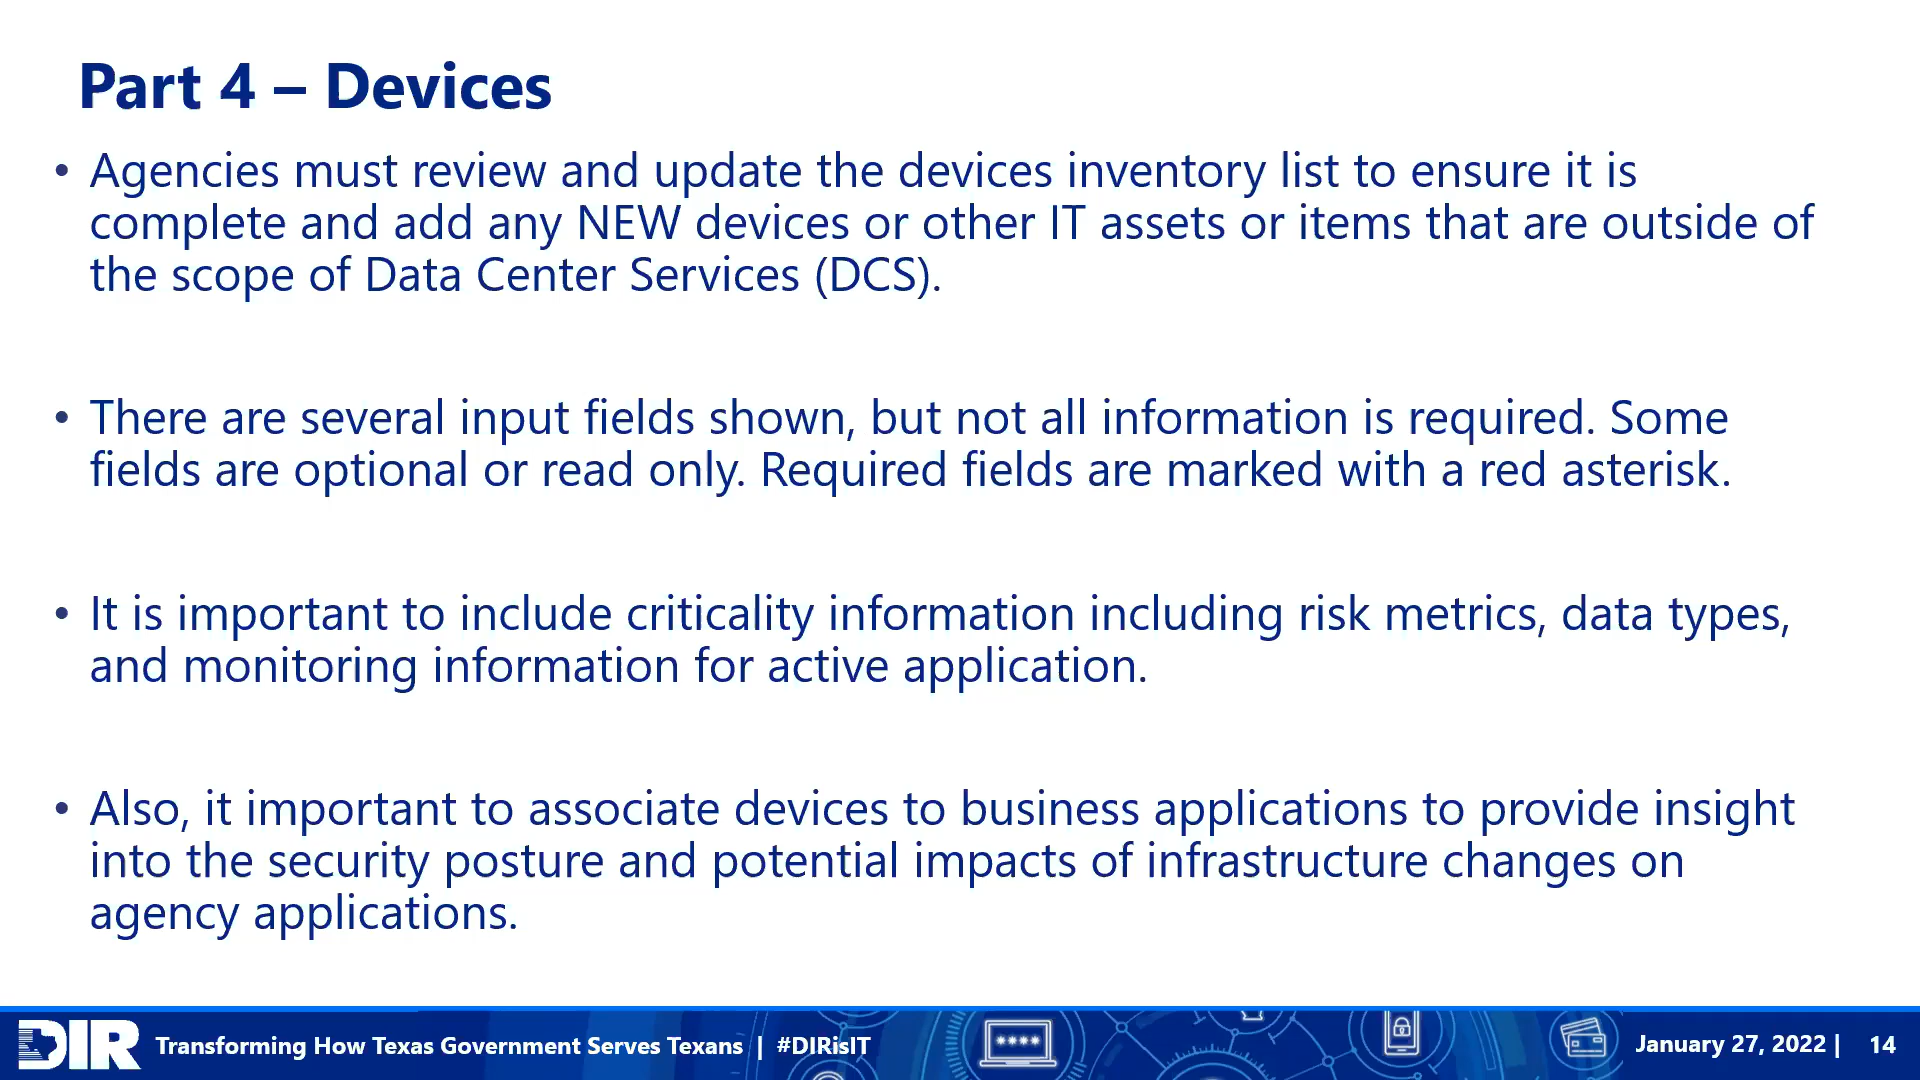 Part 4 – Devices
• Agencies must review and update the devices inventory list to ensure it is
complete and add any NEW devices or other IT assets or items that are outside of
the scope of Data Center Services (DCS).
• There are several input fields shown, but not all information is required. Some
fields are optional or read only. Required fields are marked with a red asterisk.
• It is important to include criticality information including risk metrics, data types,
and monitoring information for active application.
• Also, it important to associate devices to business applications to provide insight
into the security posture and potential impacts of infrastructure changes on
agency applications.
DIR Transforming How Texas Government Serves Texans | #DIRisIT
****
January 27, 2022 | 14